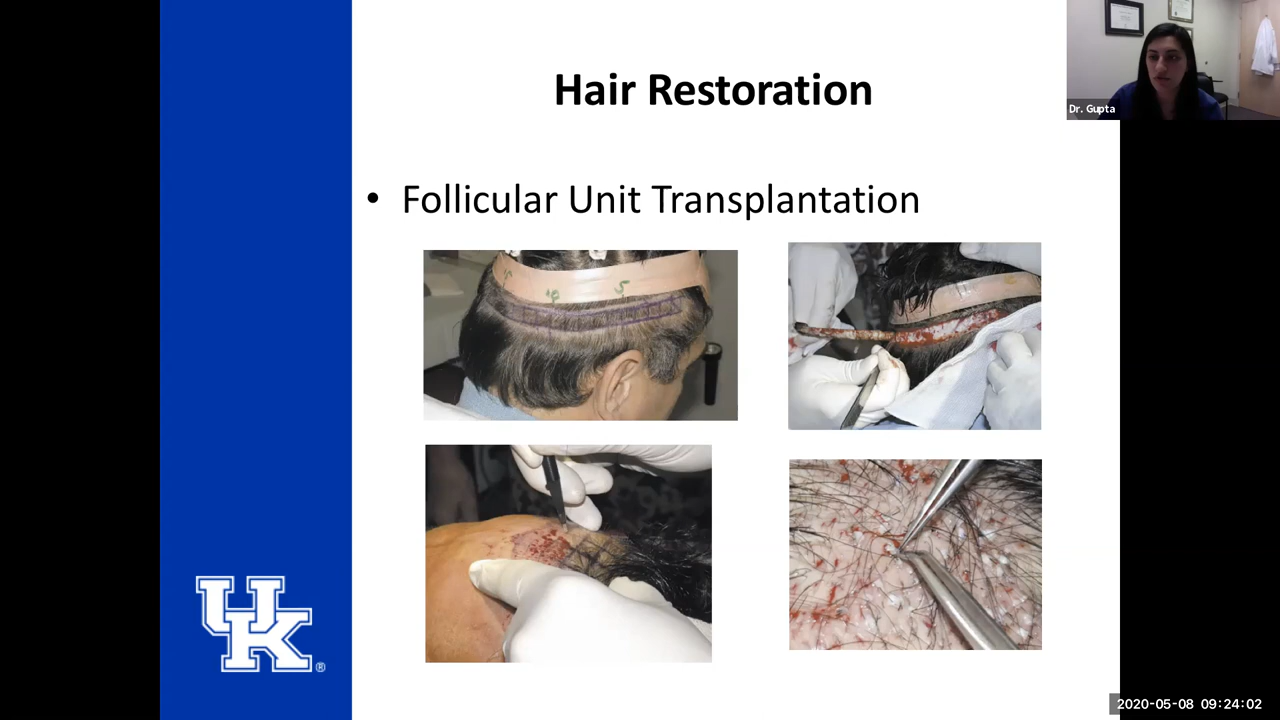 Hair Restoration
Dr. Gupta
• Follicular Unit Transplantation
UK®
2020-05-08 09:24:02